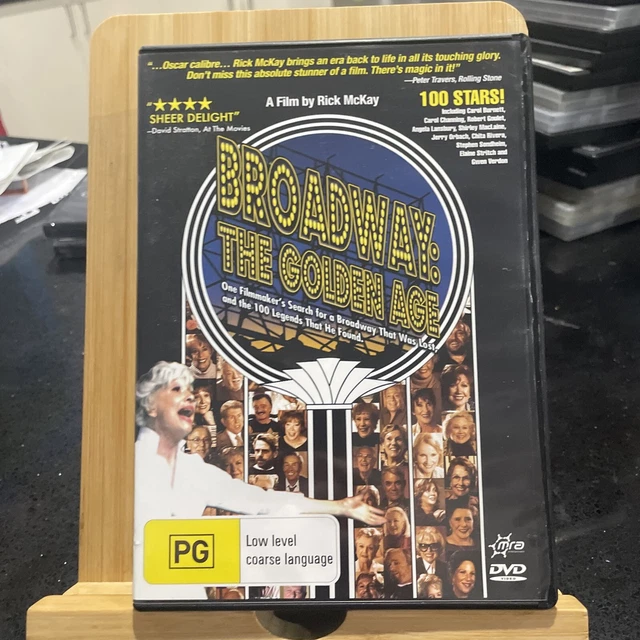 "...Oscar calibre... Rick McKay brings an era back to life in all its touching glory.
Don't miss this absolute stunner of a film. There's magic in it!"
—Peter Travers, Rolling Stone
"★★★★
SHEER DELIGHT"
—David Stratton, At The Movies
A Film by Rick McKay
100 STARS!
Including Carol Burnett,
Carol Channing, Robert Goulet,
Angela Lansbury, Shirley MacLaine,
Jerry Orbach, Chita Rivera,
Stephen Sondheim,
Elaine Stritch and
Gwen Verdon
BROADWAY:
THE GOLDEN AGE
One Filmmaker's Search for a Broadway That Was Lost,
and the 100 Legends That He Found.
PG
Low level
coarse language
mra
DVD
VIDEO